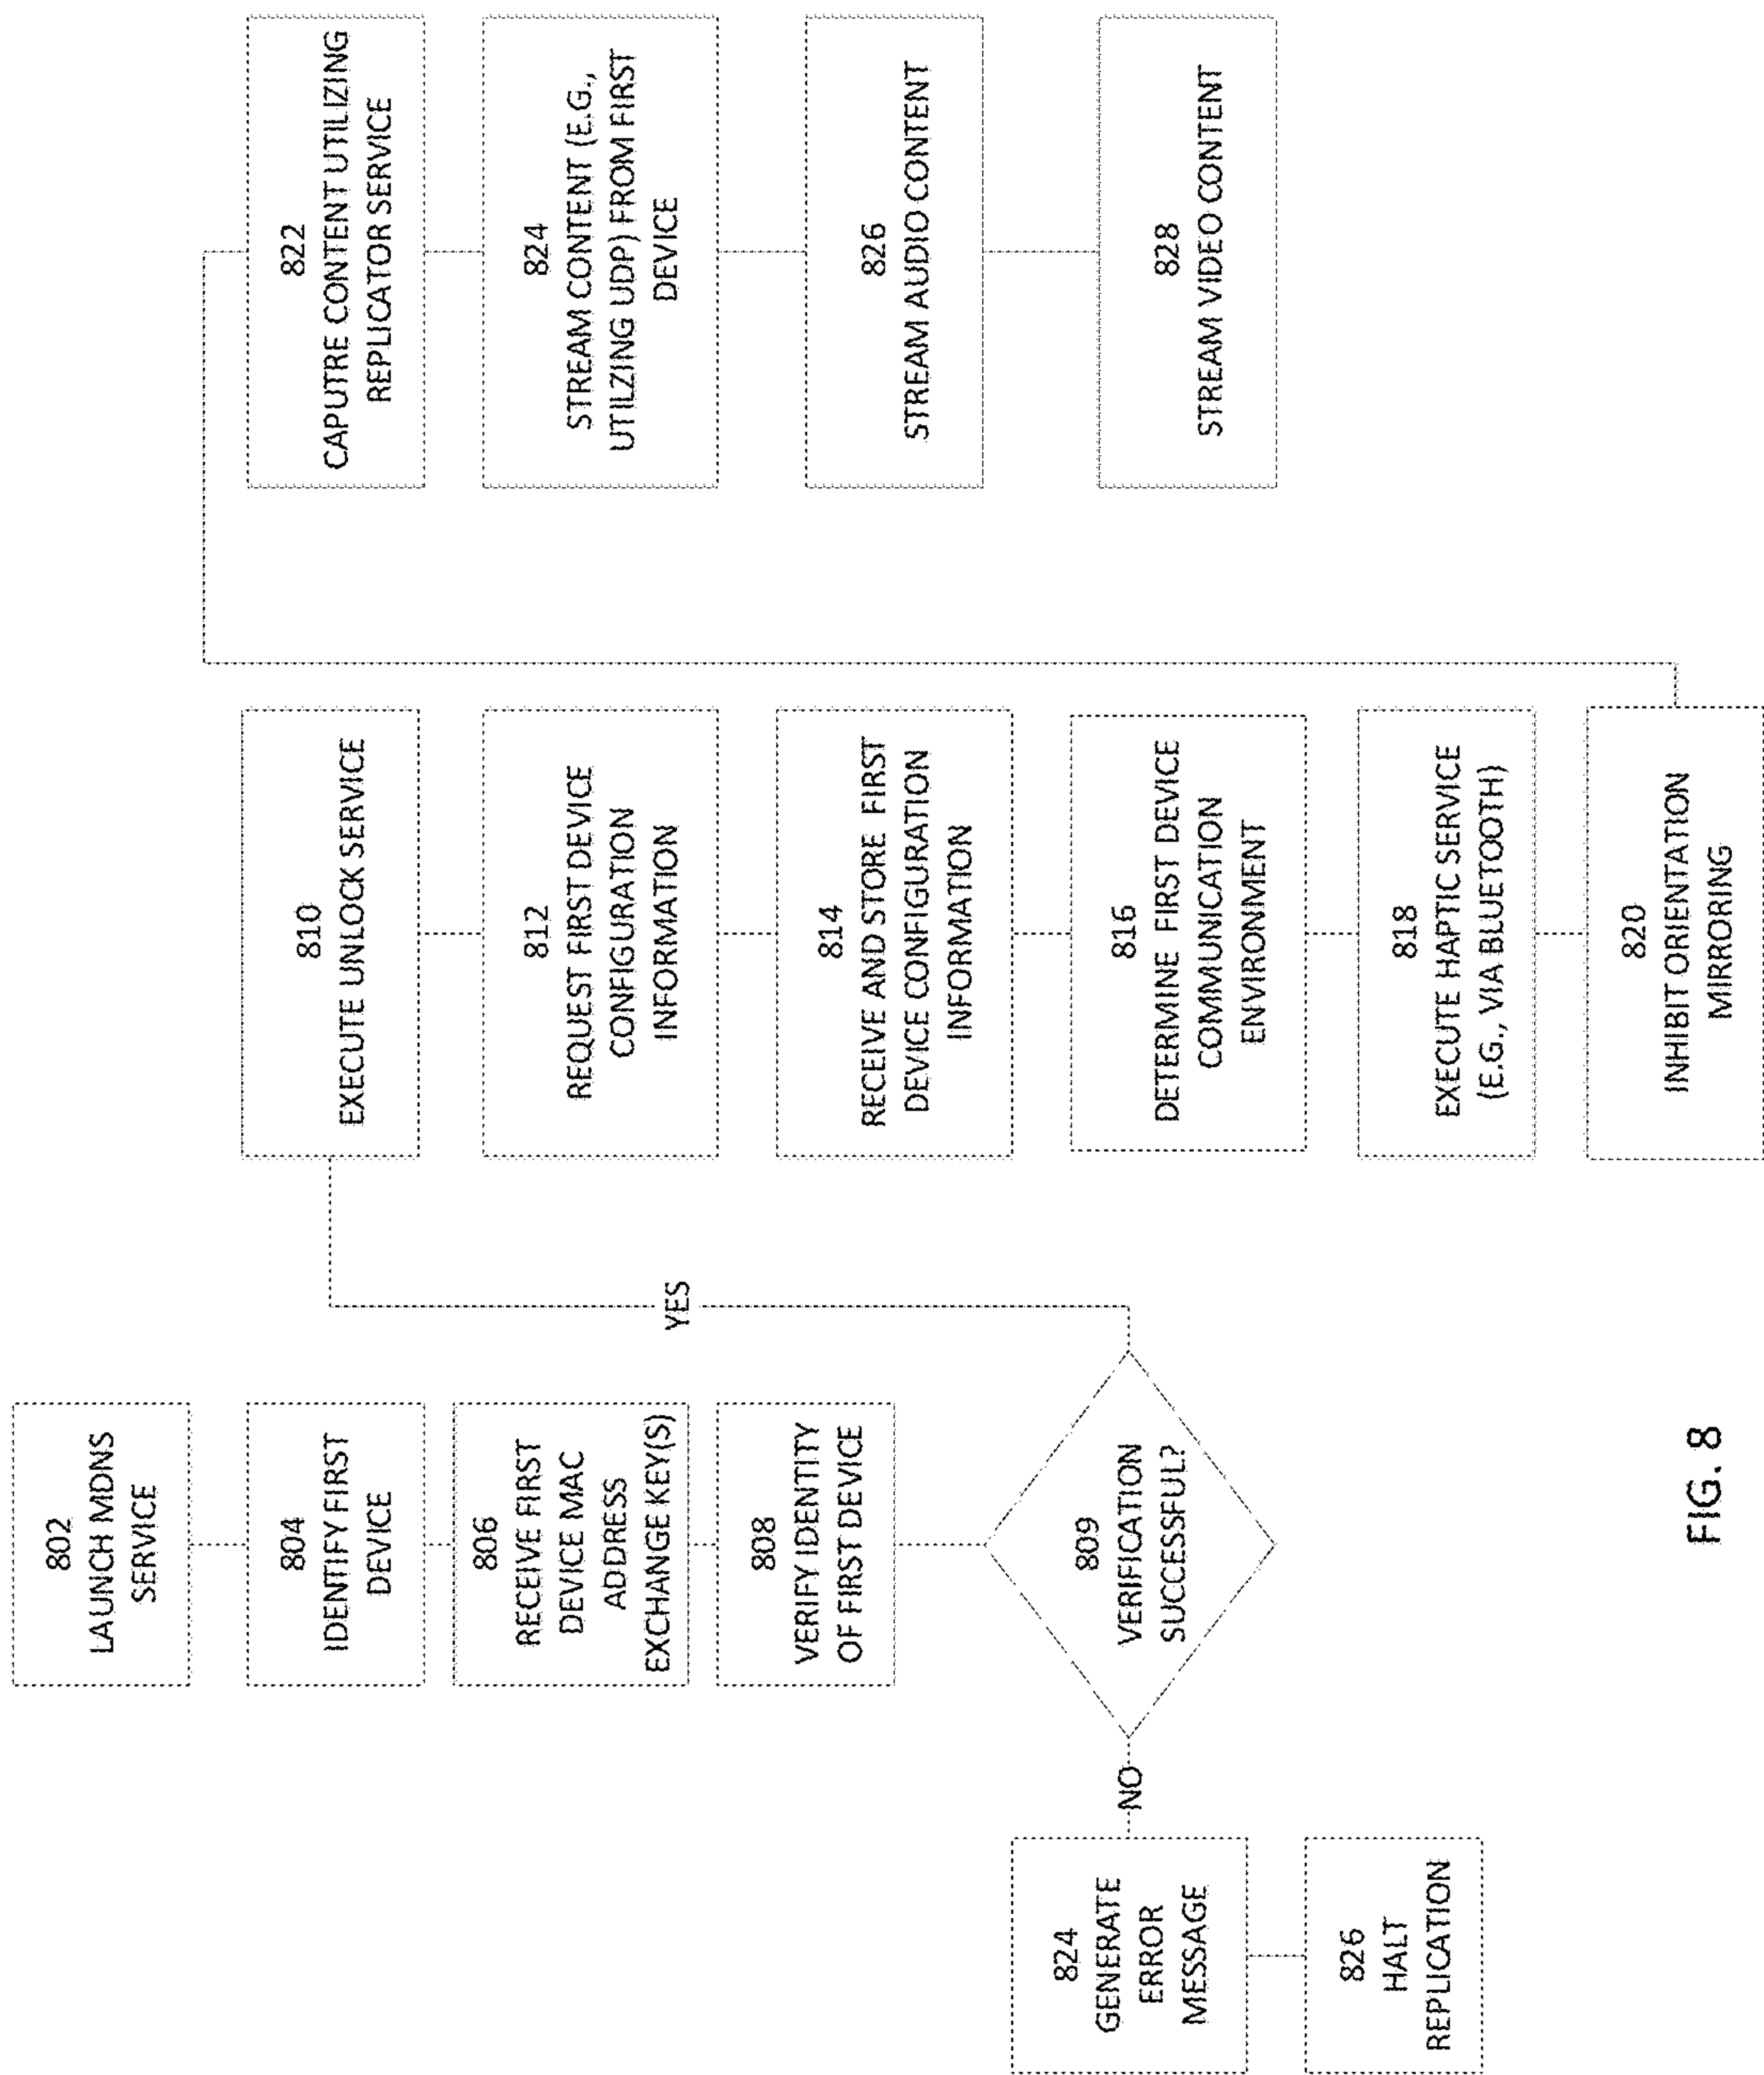 802
LAUNCH MDNS
SERVICE
804
IDENTIFY FIRST
DEVICE
806
RECEIVE FIRST
DEVICE MAC
ADDRESS
EXCHANGE KEY(S)
808
VERIFY IDENTITY
OF FIRST DEVICE
809
VERIFICATION
SUCCESSFUL?
NO
824
GENERATE
ERROR
MESSAGE
826
HALT
REPLICATION
YES
810
EXECUTE UNLOCK SERVICE
812
REQUEST FIRST DEVICE
CONFIGURATION
INFORMATION
814
RECEIVE AND STORE FIRST
DEVICE CONFIGURATION
INFORMATION
816
DETERMINE FIRST DEVICE
COMMUNICATION
ENVIRONMENT
818
EXECUTE HAPTIC SERVICE
(E.G., VIA BLUETOOTH)
820
INHIBIT ORIENTATION
MIRRORING
822
CAPUTRE CONTENT UTILIZING
REPLICATOR SERVICE
824
STREAM CONTENT (E.G.,
UTILZING UDP) FROM FIRST
DEVICE
826
STREAM AUDIO CONTENT
828
STREAM VIDEO CONTENT
FIG. 8